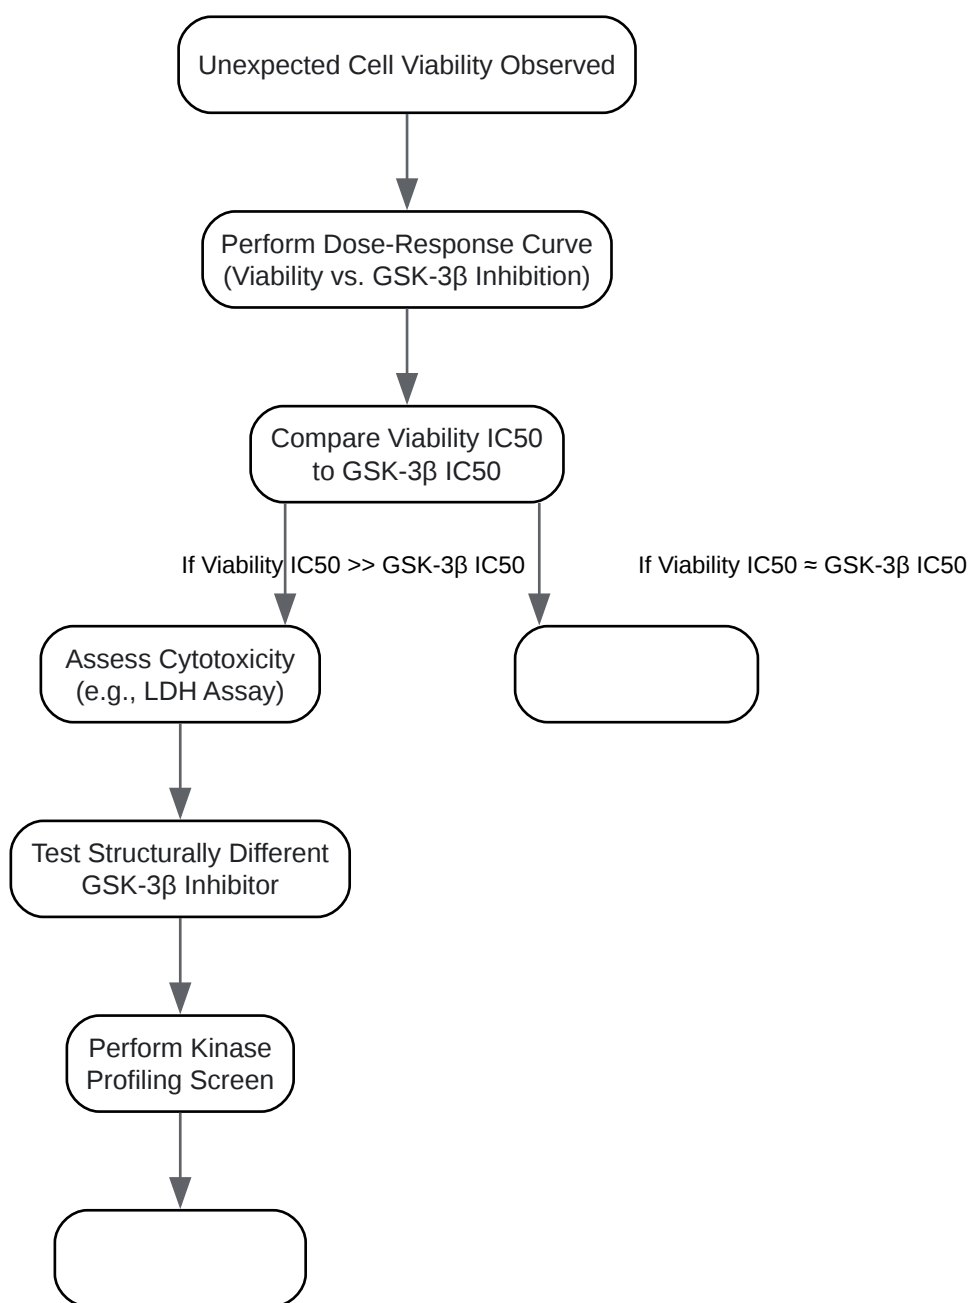 Unexpected Cell Viability Observed
Perform Dose-Response Curve
(Viability vs. GSK-3β Inhibition)
Compare Viability IC50
to GSK-3β IC50
If Viability IC50 >> GSK-3β IC50
If Viability IC50 ≈ GSK-3β IC50
Assess Cytotoxicity
(e.g., LDH Assay)
Test Structurally Different
GSK-3β Inhibitor
Perform Kinase
Profiling Screen